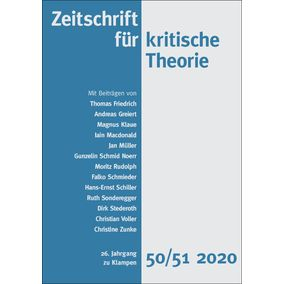 Zeitschrift
für kritische
Theorie
Mit Beiträgen von
Thomas Friedrich
Andreas Greiert
Magnus Klaue
Iain Macdonald
Jan Müller
Gunzelin Schmid Noerr
Moritz Rudolph
Falko Schmieder
Hans-Ernst Schiller
Ruth Sonderegger
Dirk Stederoth
Christian Voller
Christine Zunke
26. Jahrgang
zu Klampen
50/51 2020